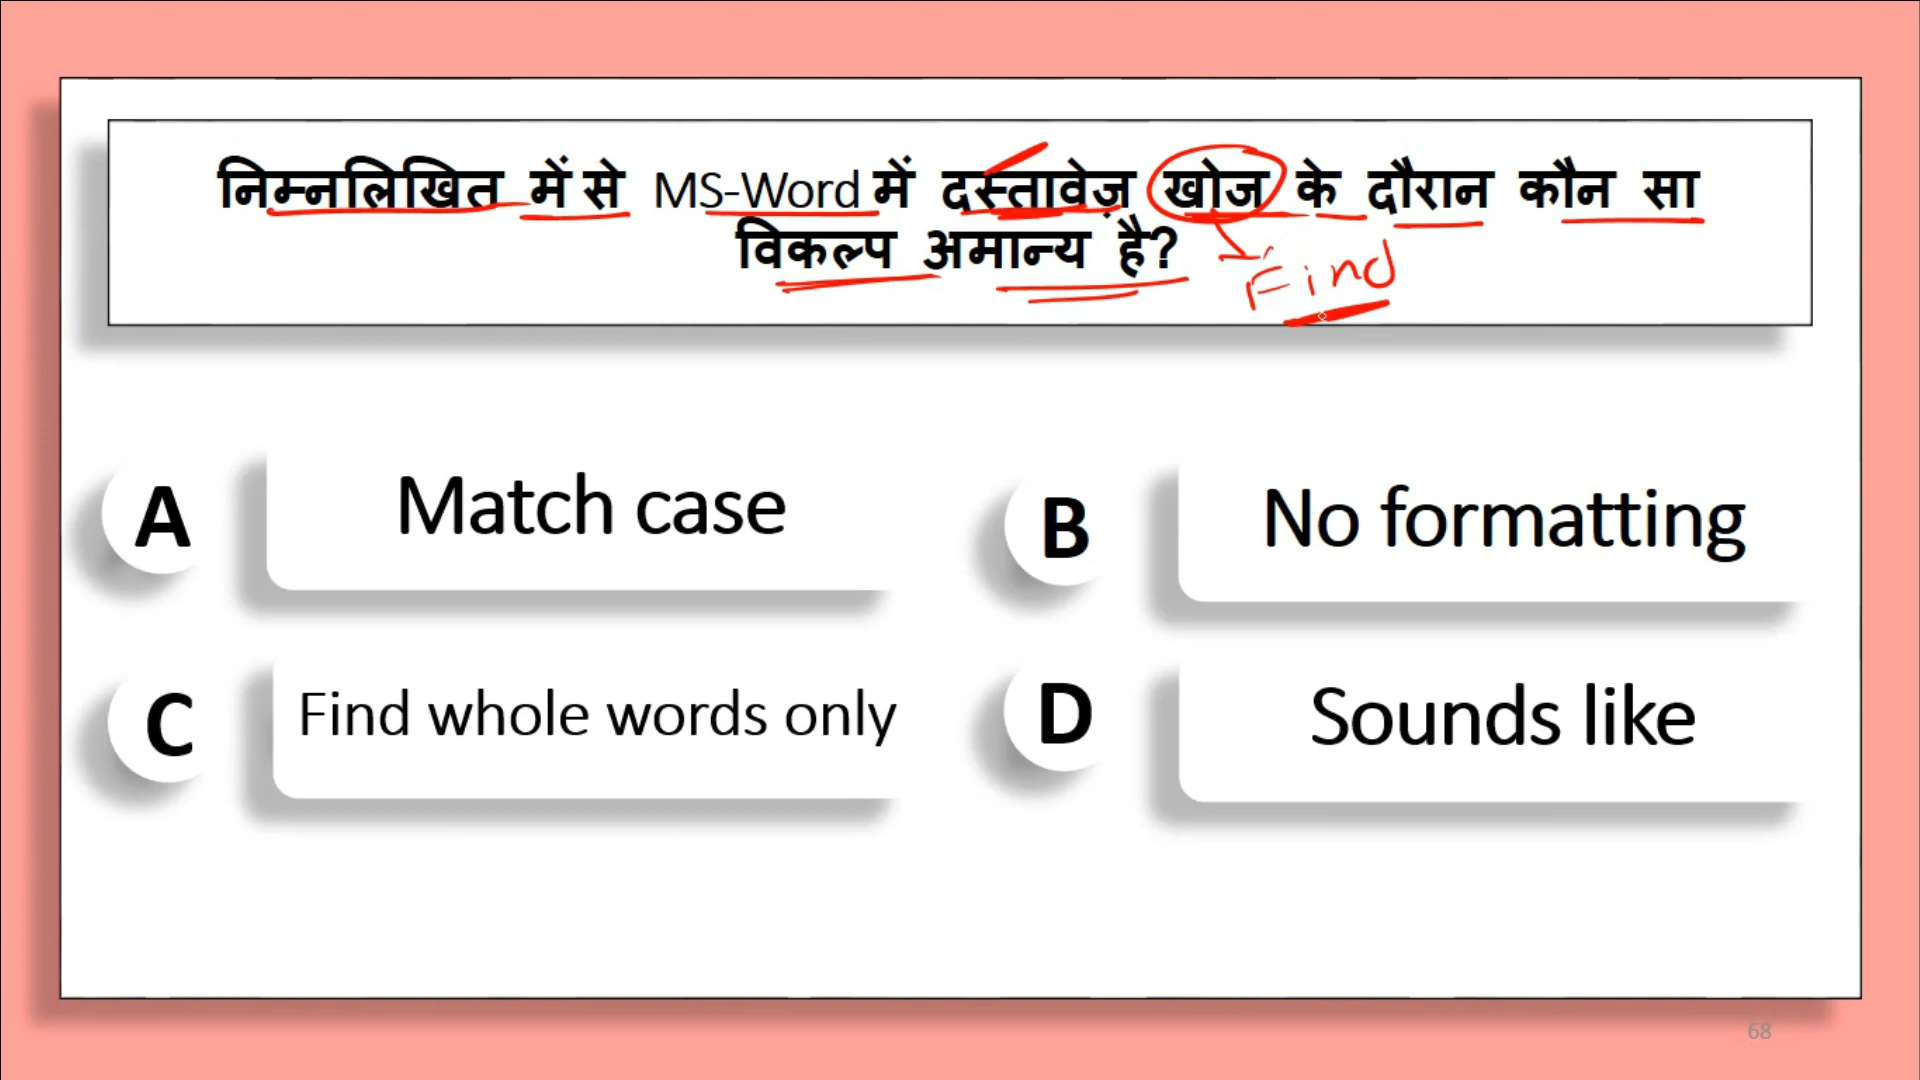 निम्नलिखित में से MS-Word में दस्तावेज़ खोज के दौरान कौन सा
विकल्प अमान्य है?
Find
A Match case
B No formatting
C Find whole words only
D Sounds like
68